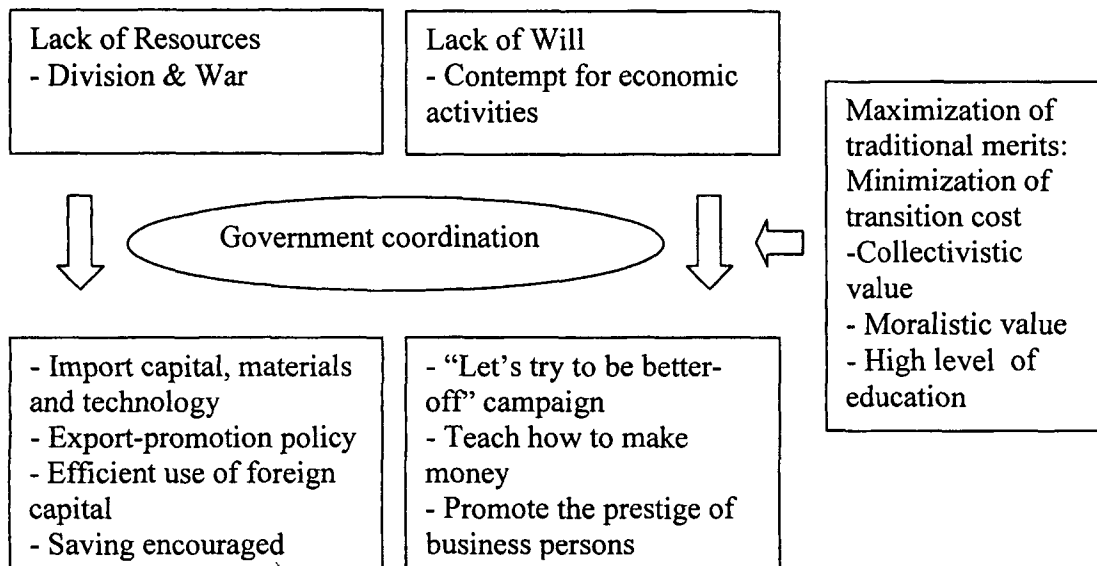 Lack of Resources
- Division & War
Lack of Will
- Contempt for economic
activities
Maximization of
traditional merits:
Minimization of
transition cost
-Collectivistic
value
- Moralistic value
- High level of
education
Government coordination
- Import capital, materials
and technology
- Export-promotion policy
- Efficient use of foreign
capital
- Saving encouraged
- “Let’s try to be better-
off” campaign
- Teach how to make
money
- Promote the prestige of
business persons